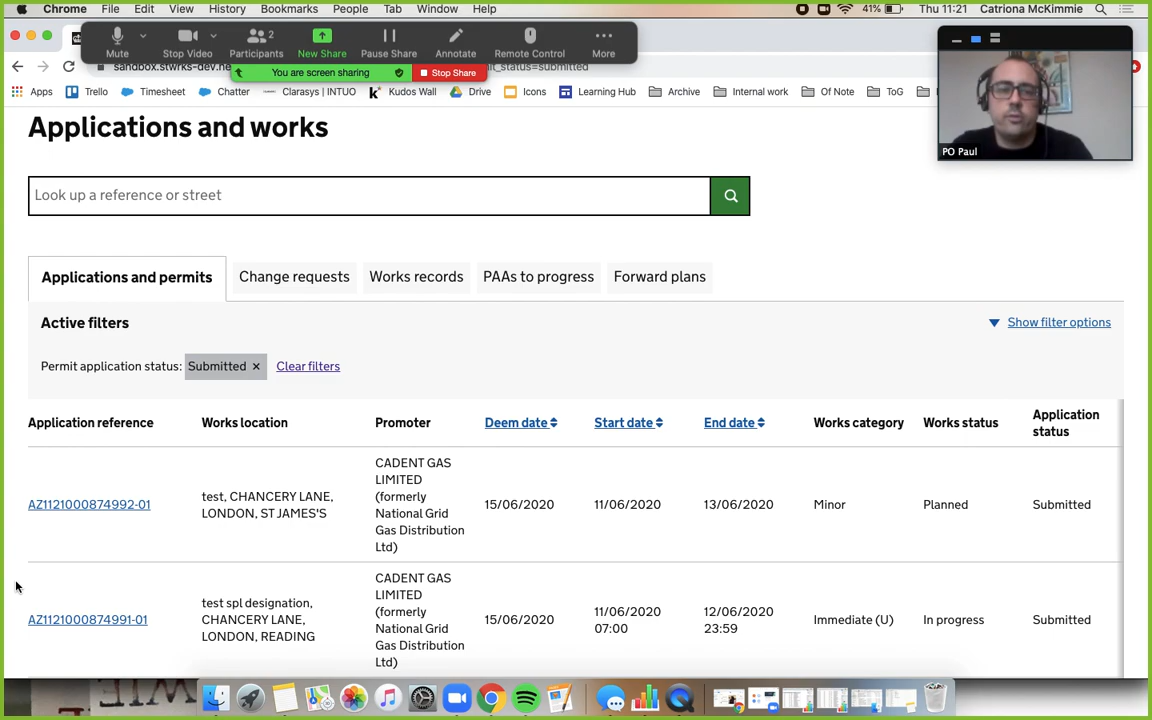 Chrome File Edit View History Bookmarks People Tab Window Help 41% Thu 11:21 Catriona McKimmie
Mute Stop Video Participants 2 New Share Pause Share Annotate Remote Control More
sandbox.stwrks-dev.ne
it_status=submitted
You are screen sharing Stop Share
Apps Trello Timesheet Chatter Clarasys | INTUO Kudos Wall Drive Icons Learning Hub Archive Internal work Of Note ToG
PO Paul
Applications and works
Look up a reference or street
Applications and permits Change requests Works records PAAs to progress Forward plans
Active filters
Show filter options
Permit application status: Submitted × Clear filters
Application reference Works location Promoter Deem date Start date End date Works category Works status Application
status
CADENT GAS
LIMITED
(formerly
National Grid
Gas Distribution
Ltd)
AZ1121000874992-01
test, CHANCERY LANE,
LONDON, ST JAMES'S
15/06/2020 11/06/2020 13/06/2020 Minor Planned Submitted
CADENT GAS
LIMITED
(formerly
National Grid
Gas Distribution
Ltd)
AZ1121000874991-01
test spl designation,
CHANCERY LANE,
LONDON, READING
15/06/2020
11/06/2020
07:00
12/06/2020
23:59
Immediate (U) In progress Submitted